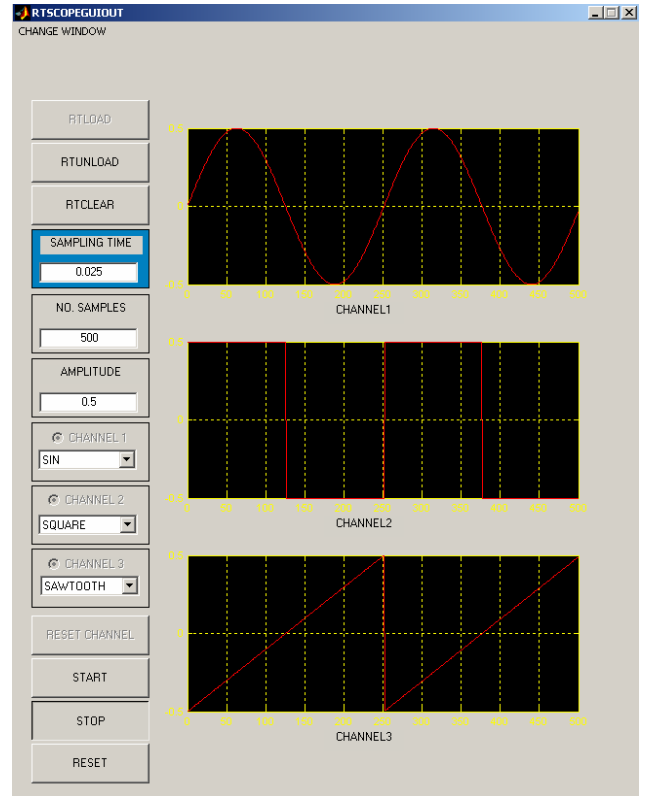 RTSCOPEGUIOUT
CHANGE WINDOW
RTLOAD
RTUNLOAD
RTCLEAR
SAMPLING TIME
0.025
NO. SAMPLES
500
AMPLITUDE
0.5
CHANNEL 1
SIN
CHANNEL 2
SQUARE
CHANNEL 3
SAWTOOTH
RESET CHANNEL
START
STOP
RESET
0.5
0
-0.5
0 50 100 150 200 250 300 350 400 450 500
CHANNEL1
0.5
0
-0.5
0 50 100 150 200 250 300 350 400 450 500
CHANNEL2
0.5
0
-0.5
0 50 100 150 200 250 300 350 400 450 500
CHANNEL3